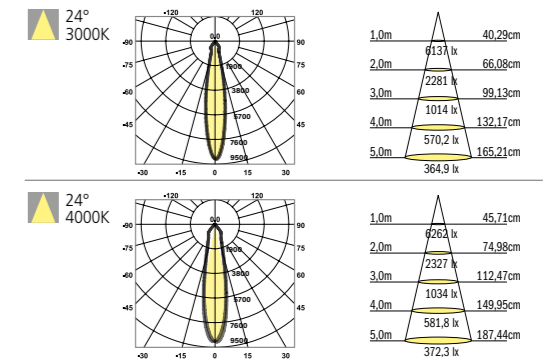 24°
3000K
-120 120
-90 0,0 90
-75 1900 75
-60 3800 60
5700
-45 45
7600
9500
-30 -15 0 15 30
1,0m 40,29cm
6137 lx
2,0m 66,08cm
2281 lx
3,0m 99,13cm
1014 lx
4,0m 132,17cm
570,2 lx
5,0m 165,21cm
364,9 lx
24°
4000K
-120 120
-90 0,0 90
-75 1900 75
-60 3800 60
5700
-45 45
7600
9500
-30 -15 0 15 30
1,0m 45,71cm
6262 lx
2,0m 74,98cm
2327 lx
3,0m 112,47cm
1034 lx
4,0m 149,95cm
581,8 lx
5,0m 187,44cm
372,3 lx